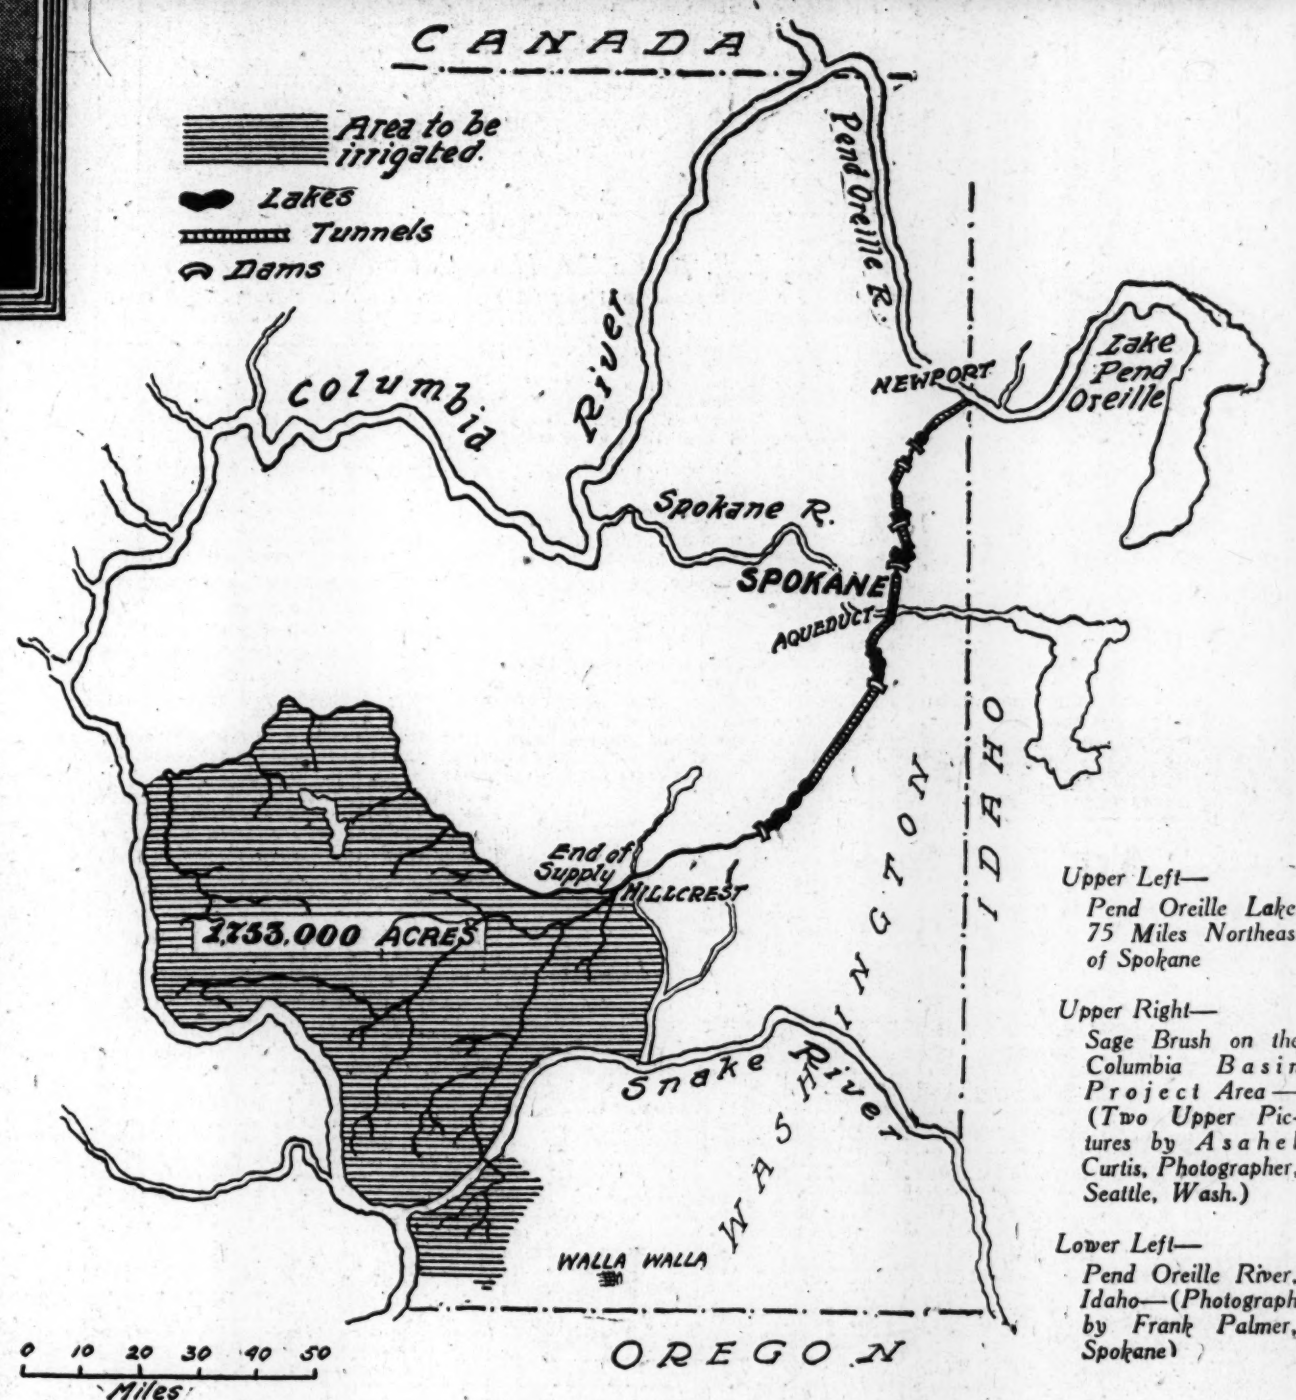 CANADA
Area to be
irrigated.
Lakes
Tunnels
Dams
Pend Oreille R.
Columbia River
NEWPORT
Lake
Pend
Oreille
Spokane R.
SPOKANE
AQUEDUCT
IDAHO
End of
Supply
HILLCREST
1,753,000 ACRES
Snake River
WASHINGTON
WALLA WALLA
OREGON
0 10 20 30 40 50
Miles
Upper Left—
Pend Oreille Lake
75 Miles Northeas
of Spokane
Upper Right—
Sage Brush on the
Columbia Basin
Project Area—
(Two Upper Pic-
tures by Asahel
Curtis, Photographer,
Seattle, Wash.)
Lower Left—
Pend Oreille River,
Idaho—(Photograph
by Frank Palmer,
Spokane)